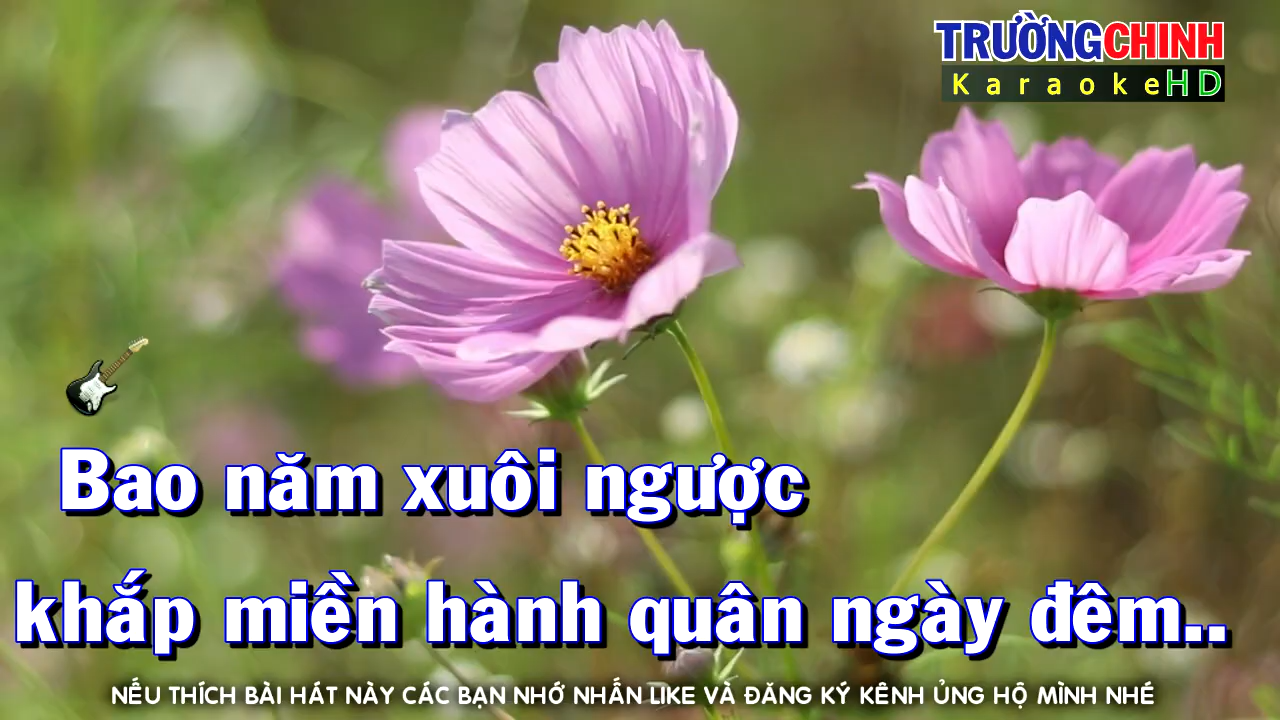 TRƯỜNGCHINH
KaraokeHD
Bao năm xuôi ngược
khắp miền hành quân ngày đêm..
NẾU THÍCH BÀI HÁT NÀY CÁC BẠN NHỚ NHẤN LIKE VÀ ĐĂNG KÝ KÊNH ỦNG HỘ MÌNH NHÉ